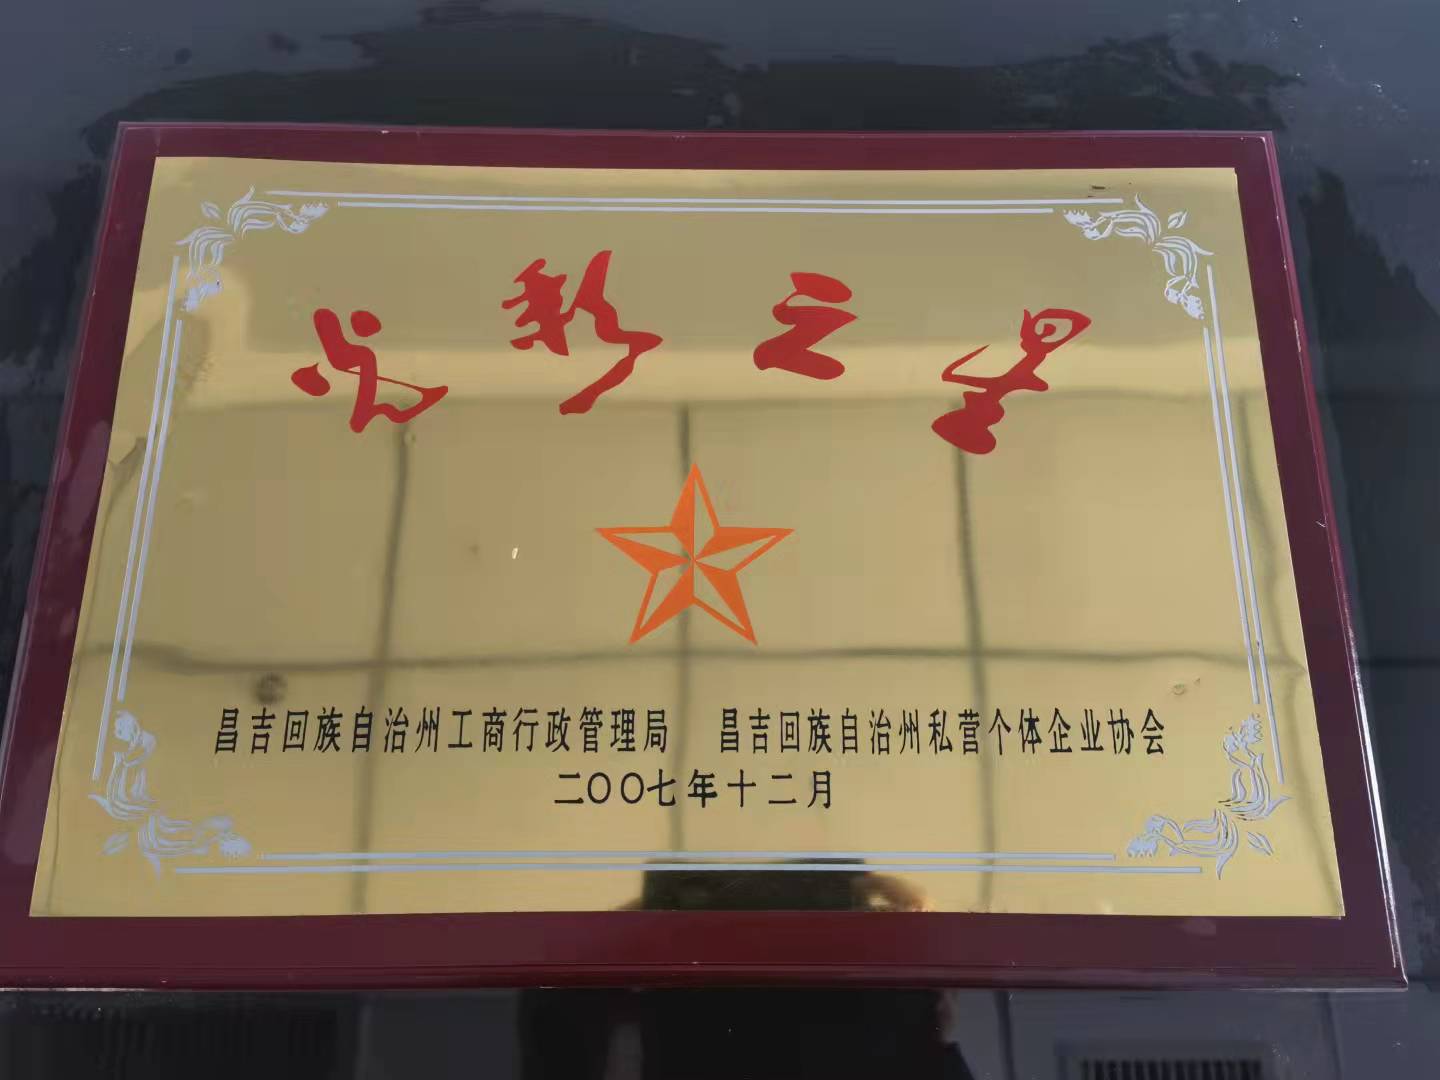 光彩之星
昌吉回族自治州工商行政管理局 昌吉回族自治州私营个体企业协会
二〇〇七年十二月